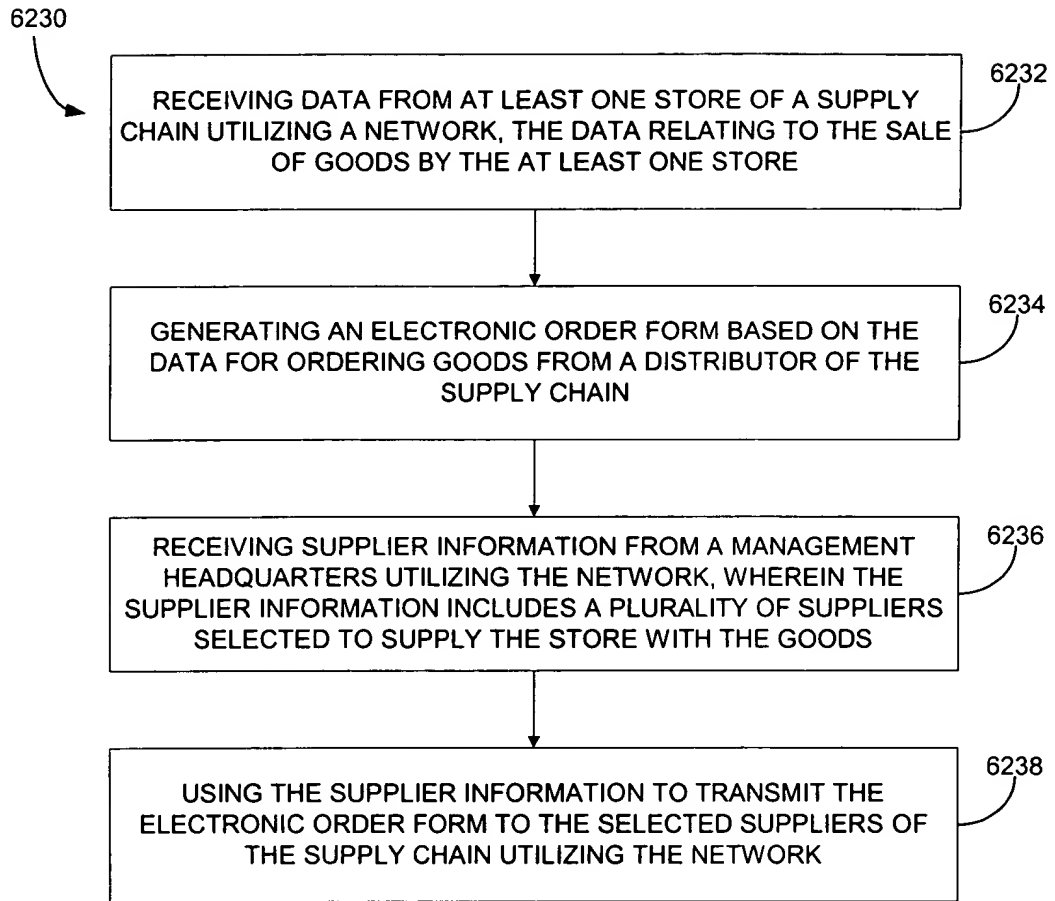 6230
6232
RECEIVING DATA FROM AT LEAST ONE STORE OF A SUPPLY
CHAIN UTILIZING A NETWORK, THE DATA RELATING TO THE SALE
OF GOODS BY THE AT LEAST ONE STORE
6234
GENERATING AN ELECTRONIC ORDER FORM BASED ON THE
DATA FOR ORDERING GOODS FROM A DISTRIBUTOR OF THE
SUPPLY CHAIN
6236
RECEIVING SUPPLIER INFORMATION FROM A MANAGEMENT
HEADQUARTERS UTILIZING THE NETWORK, WHEREIN THE
SUPPLIER INFORMATION INCLUDES A PLURALITY OF SUPPLIERS
SELECTED TO SUPPLY THE STORE WITH THE GOODS
6238
USING THE SUPPLIER INFORMATION TO TRANSMIT THE
ELECTRONIC ORDER FORM TO THE SELECTED SUPPLIERS OF
THE SUPPLY CHAIN UTILIZING THE NETWORK